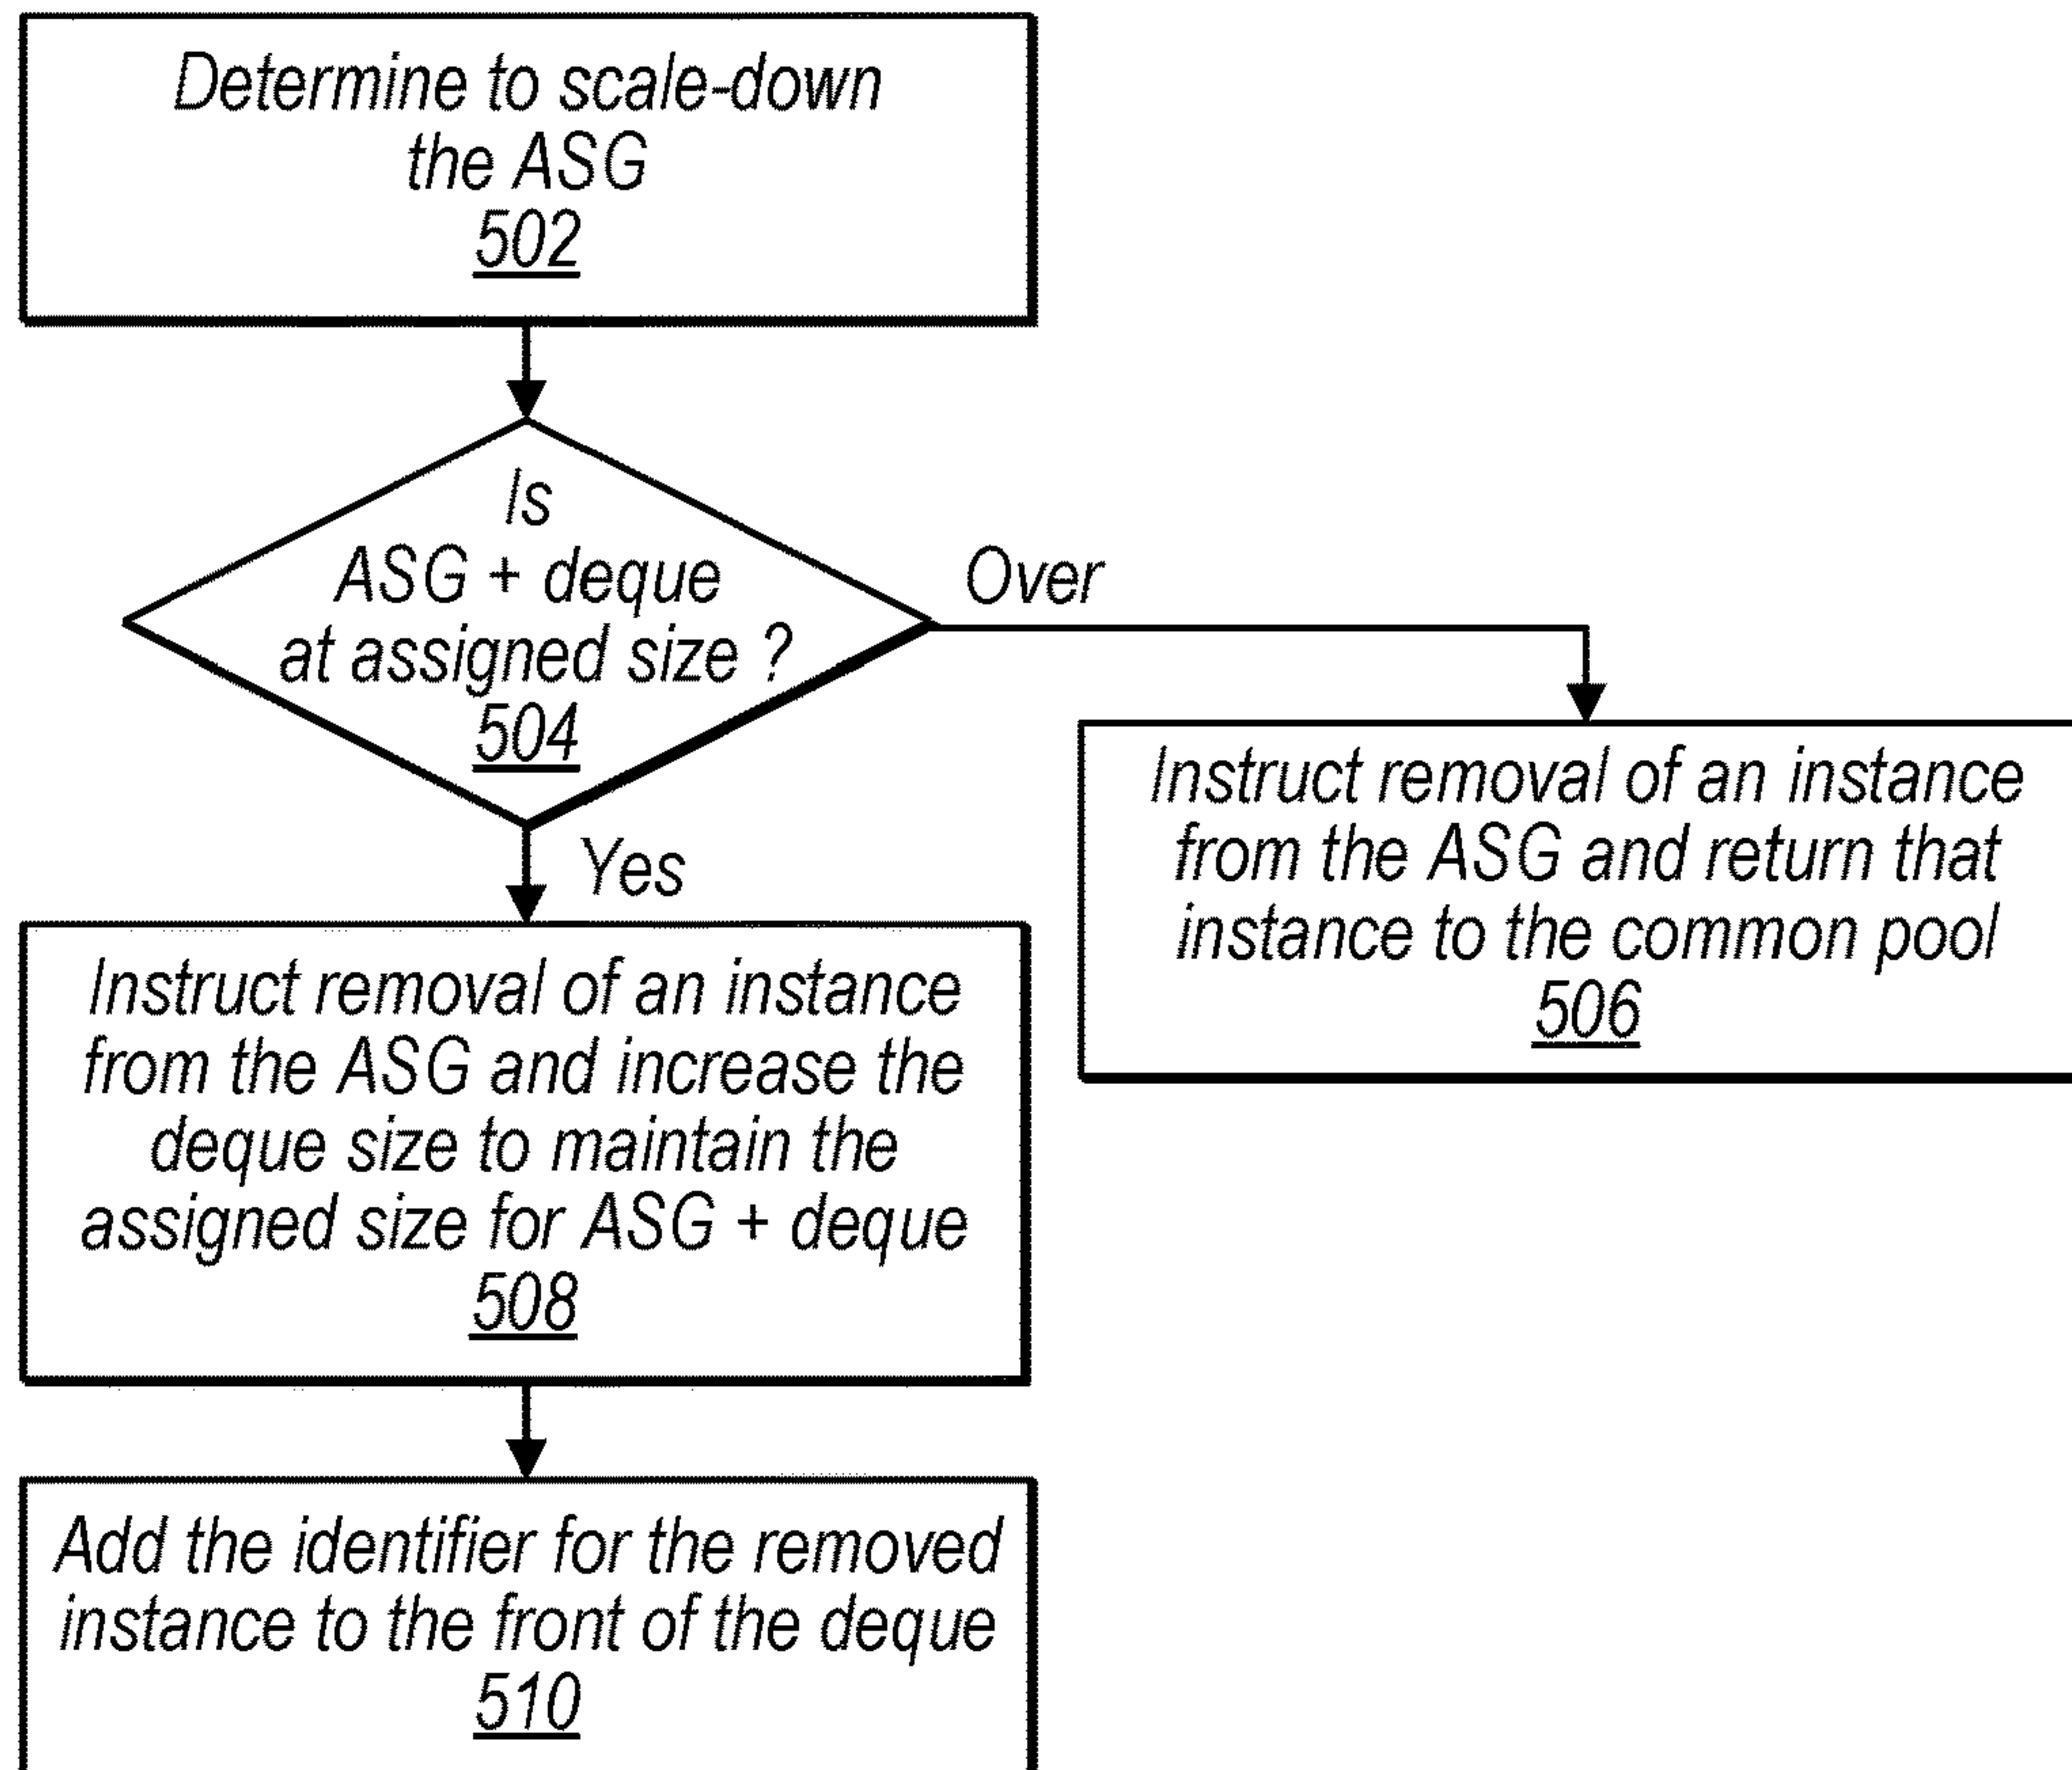 Determine to scale-down
the ASG
502
Is
ASG + deque
at assigned size ?
504
Over
Instruct removal of an instance
from the ASG and return that
instance to the common pool
506
Yes
Instruct removal of an instance
from the ASG and increase the
deque size to maintain the
assigned size for ASG + deque
508
Add the identifier for the removed
instance to the front of the deque
510